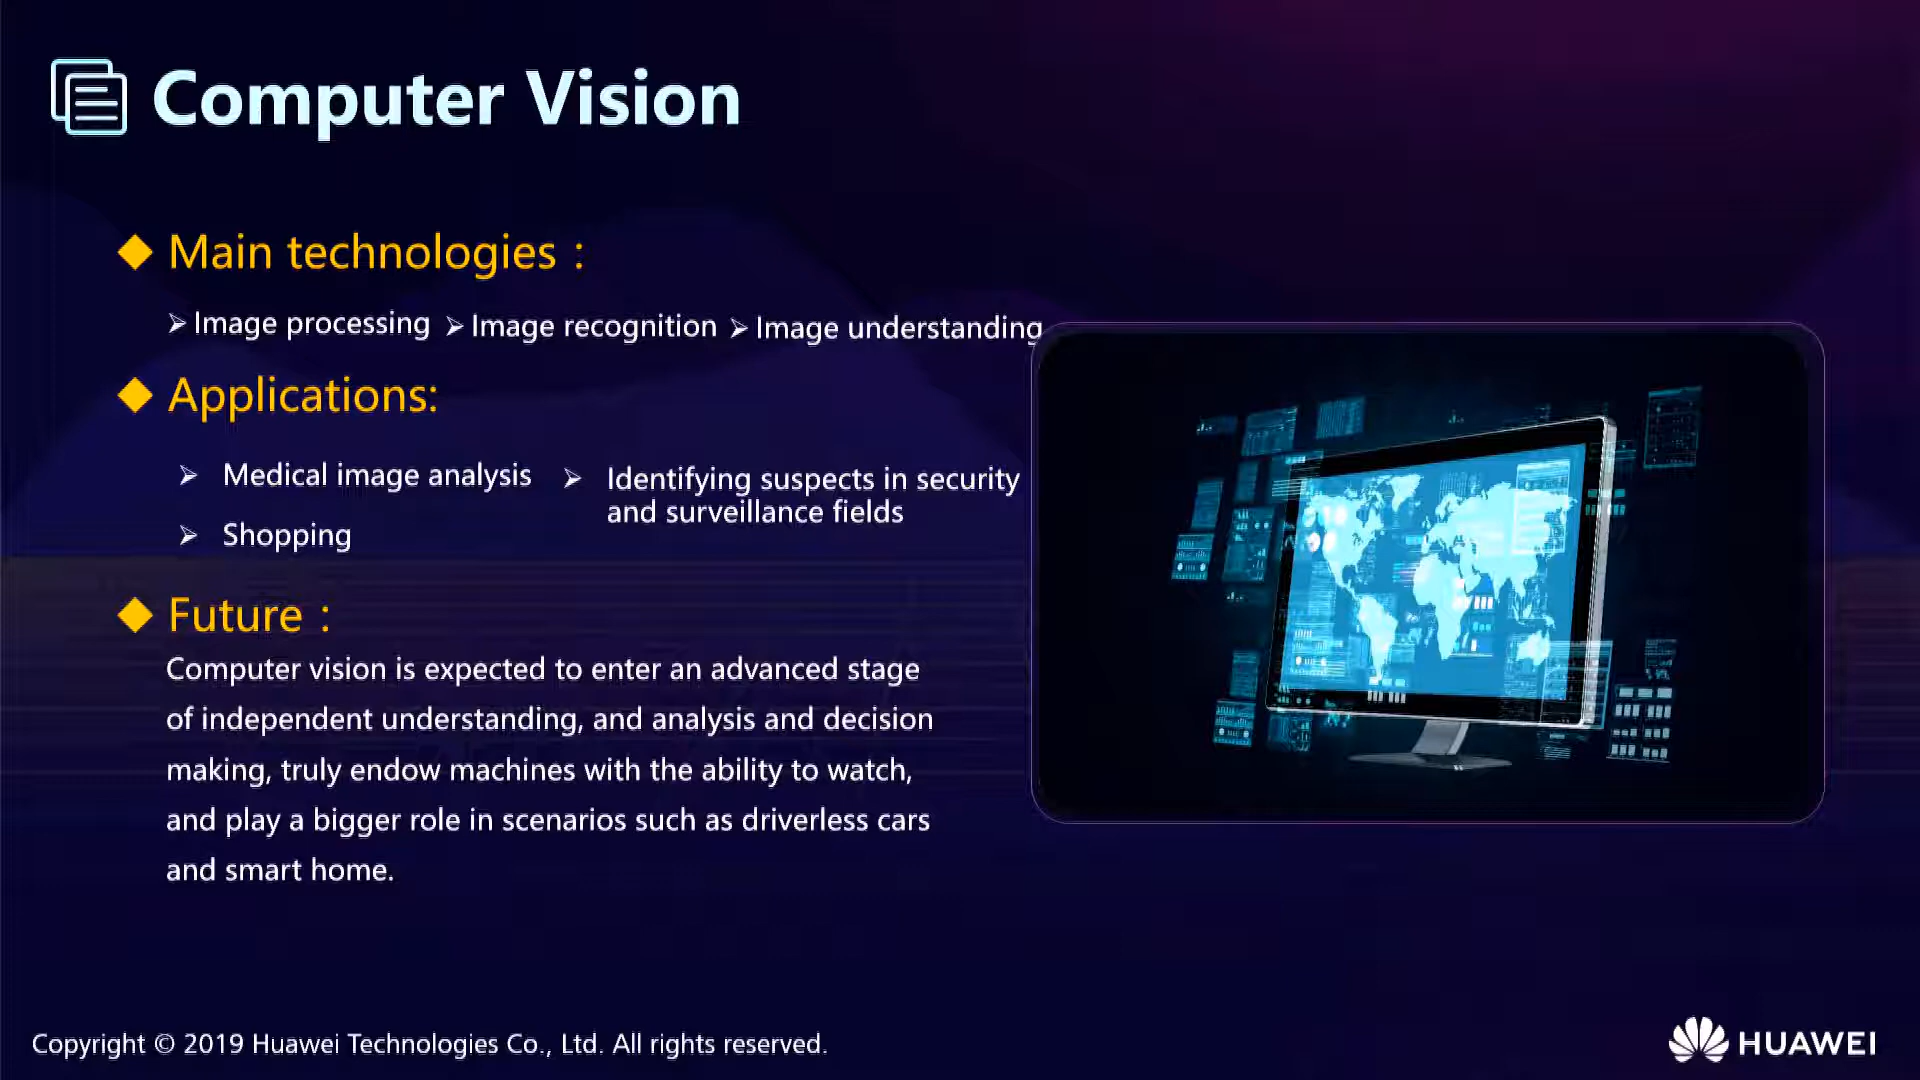 Computer Vision
◆ Main technologies：
➢Image processing ➢Image recognition ➢Image understanding
◆ Applications:
➢ Medical image analysis
➢ Identifying suspects in security
and surveillance fields
➢ Shopping
◆ Future：
Computer vision is expected to enter an advanced stage
of independent understanding, and analysis and decision
making, truly endow machines with the ability to watch,
and play a bigger role in scenarios such as driverless cars
and smart home.
Copyright © 2019 Huawei Technologies Co., Ltd. All rights reserved.
HUAWEI